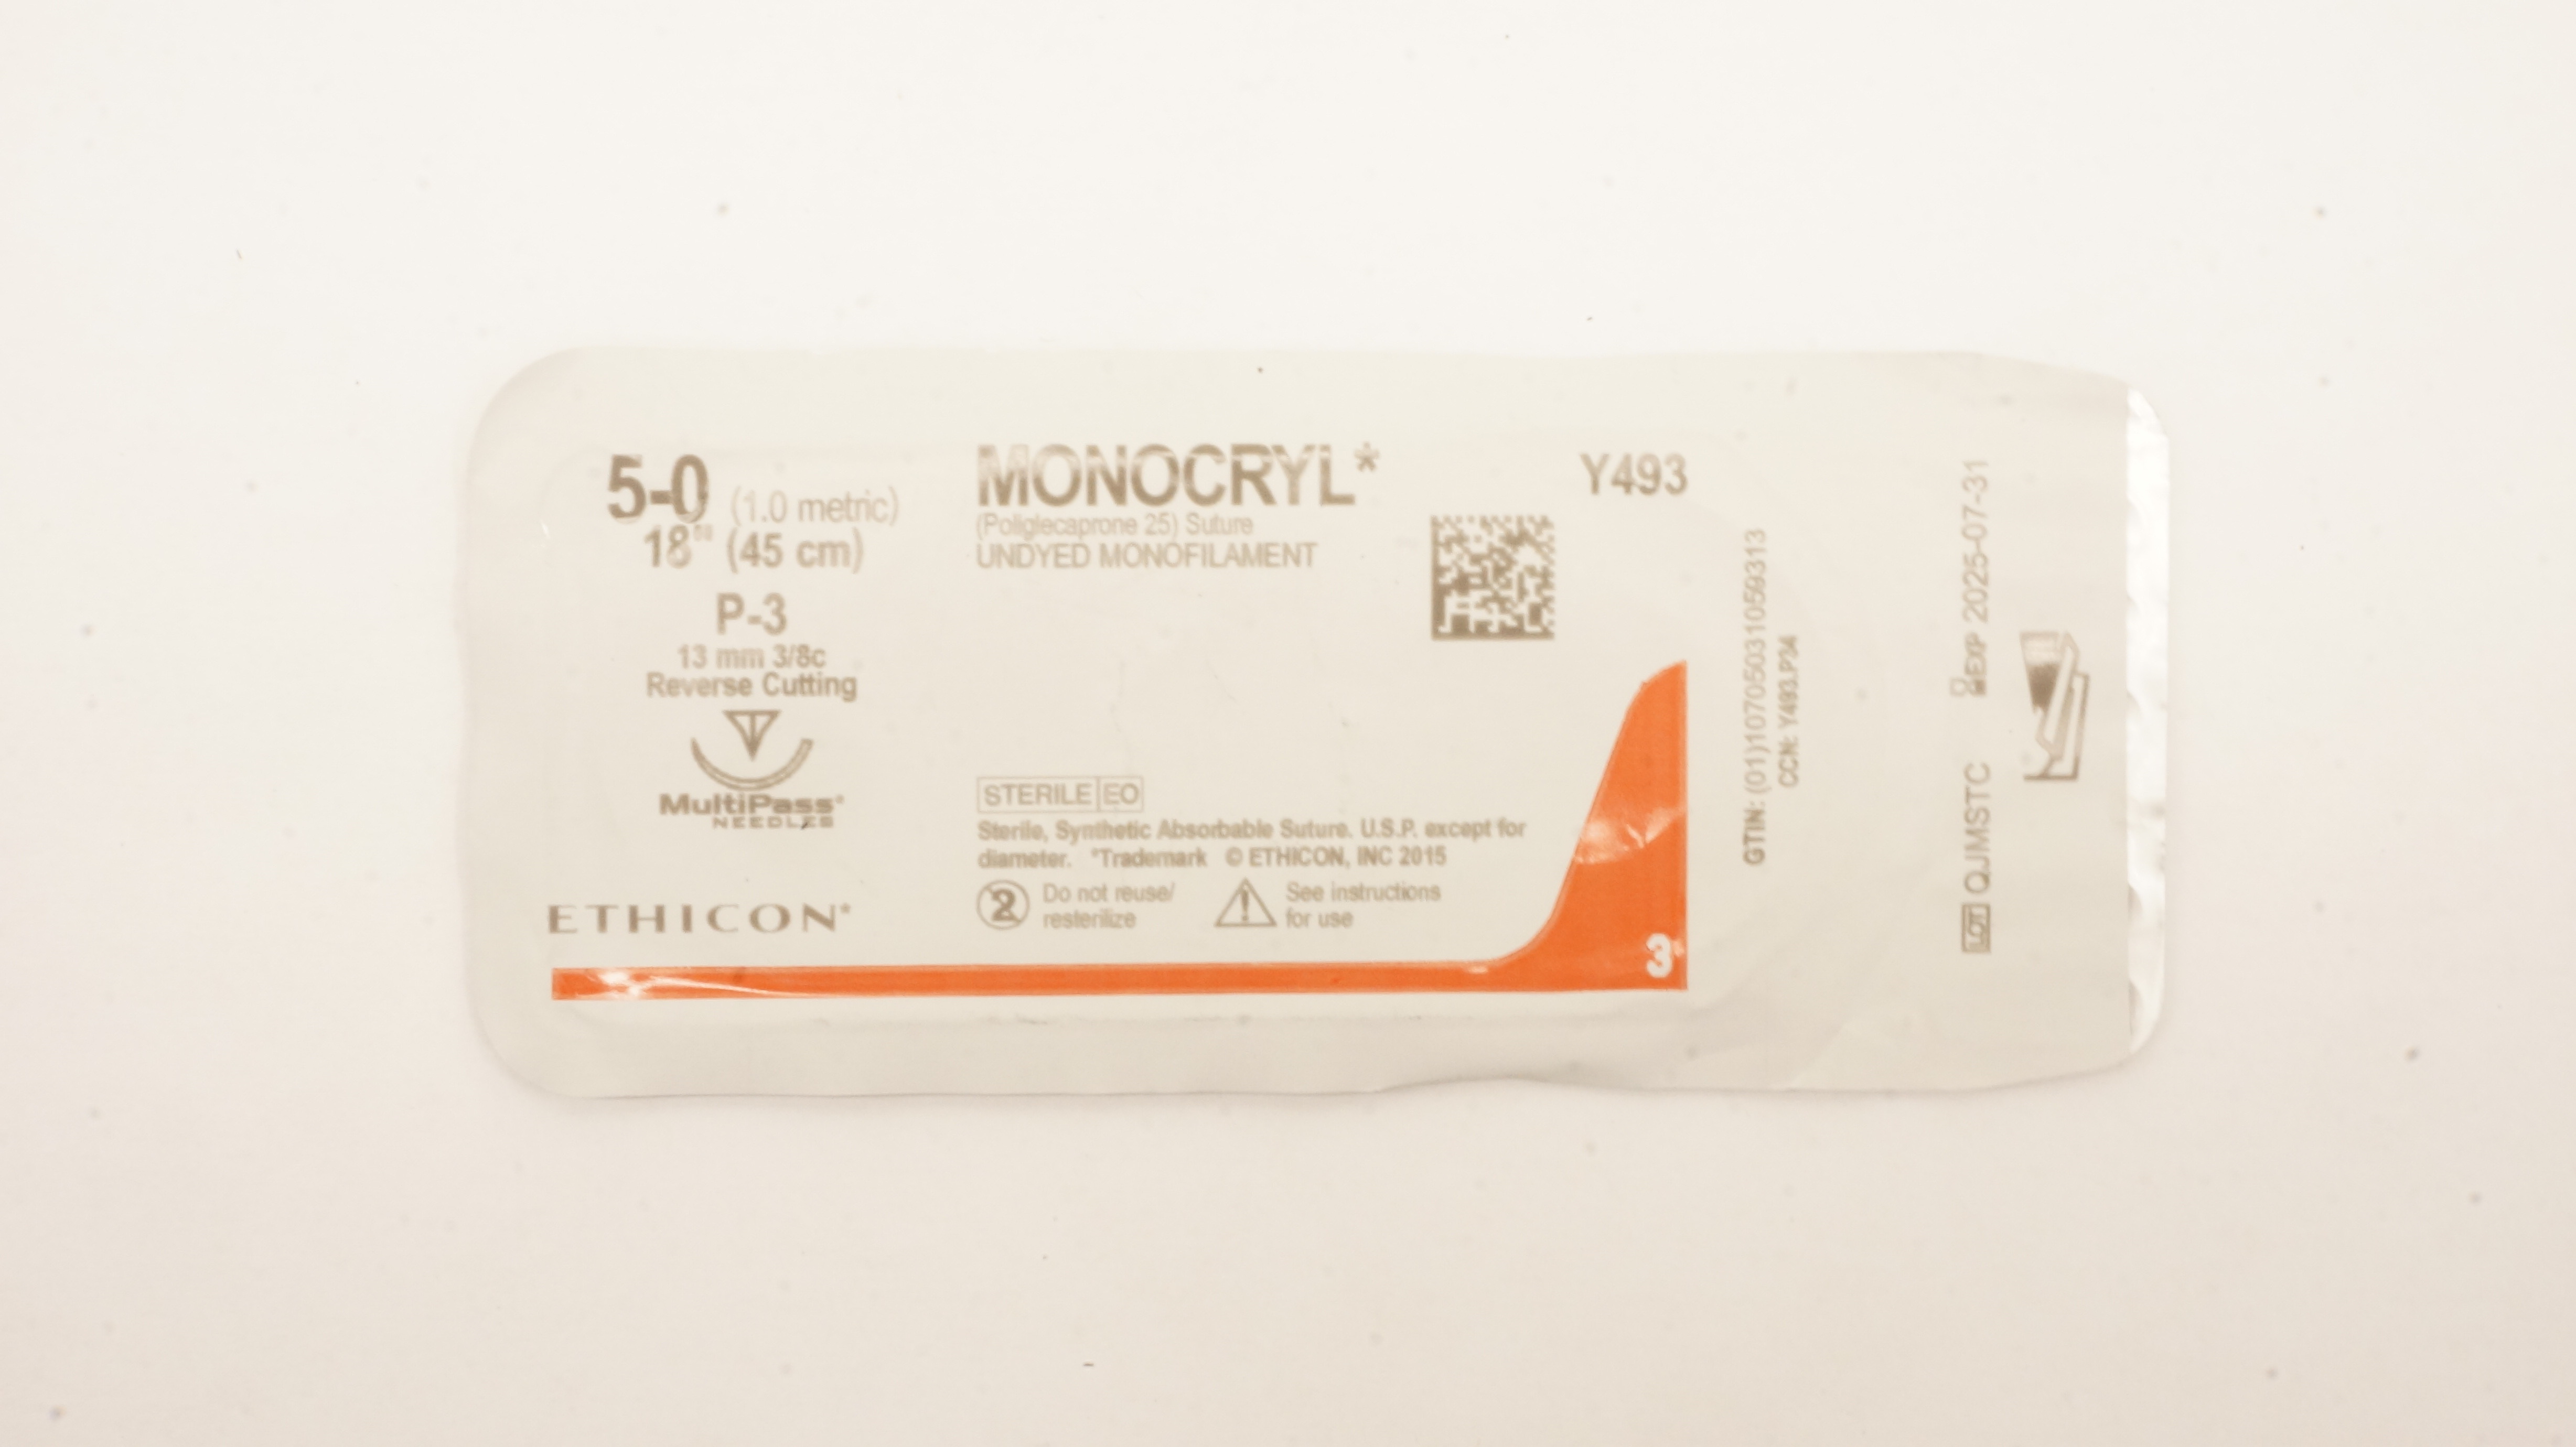 5-0 (1.0 metric)
18" (45 cm)
P-3
13 mm 3/8c
Reverse Cutting
MultiPass®
NEEDLES
ETHICON*
MONOCRYL*
(Poliglecaprone 25) Suture
UNDYED MONOFILAMENT
STERILE EO
Sterile, Synthetic Absorbable Suture. U.S.P. except for
diameter. *Trademark © ETHICON, INC 2015
2 Do not reuse/
resterilize
! See instructions
for use
Y493
3
GTIN: (01)10705031059313
CCN: Y493.P34
EXP 2025-07-31
LOT QJMSTC